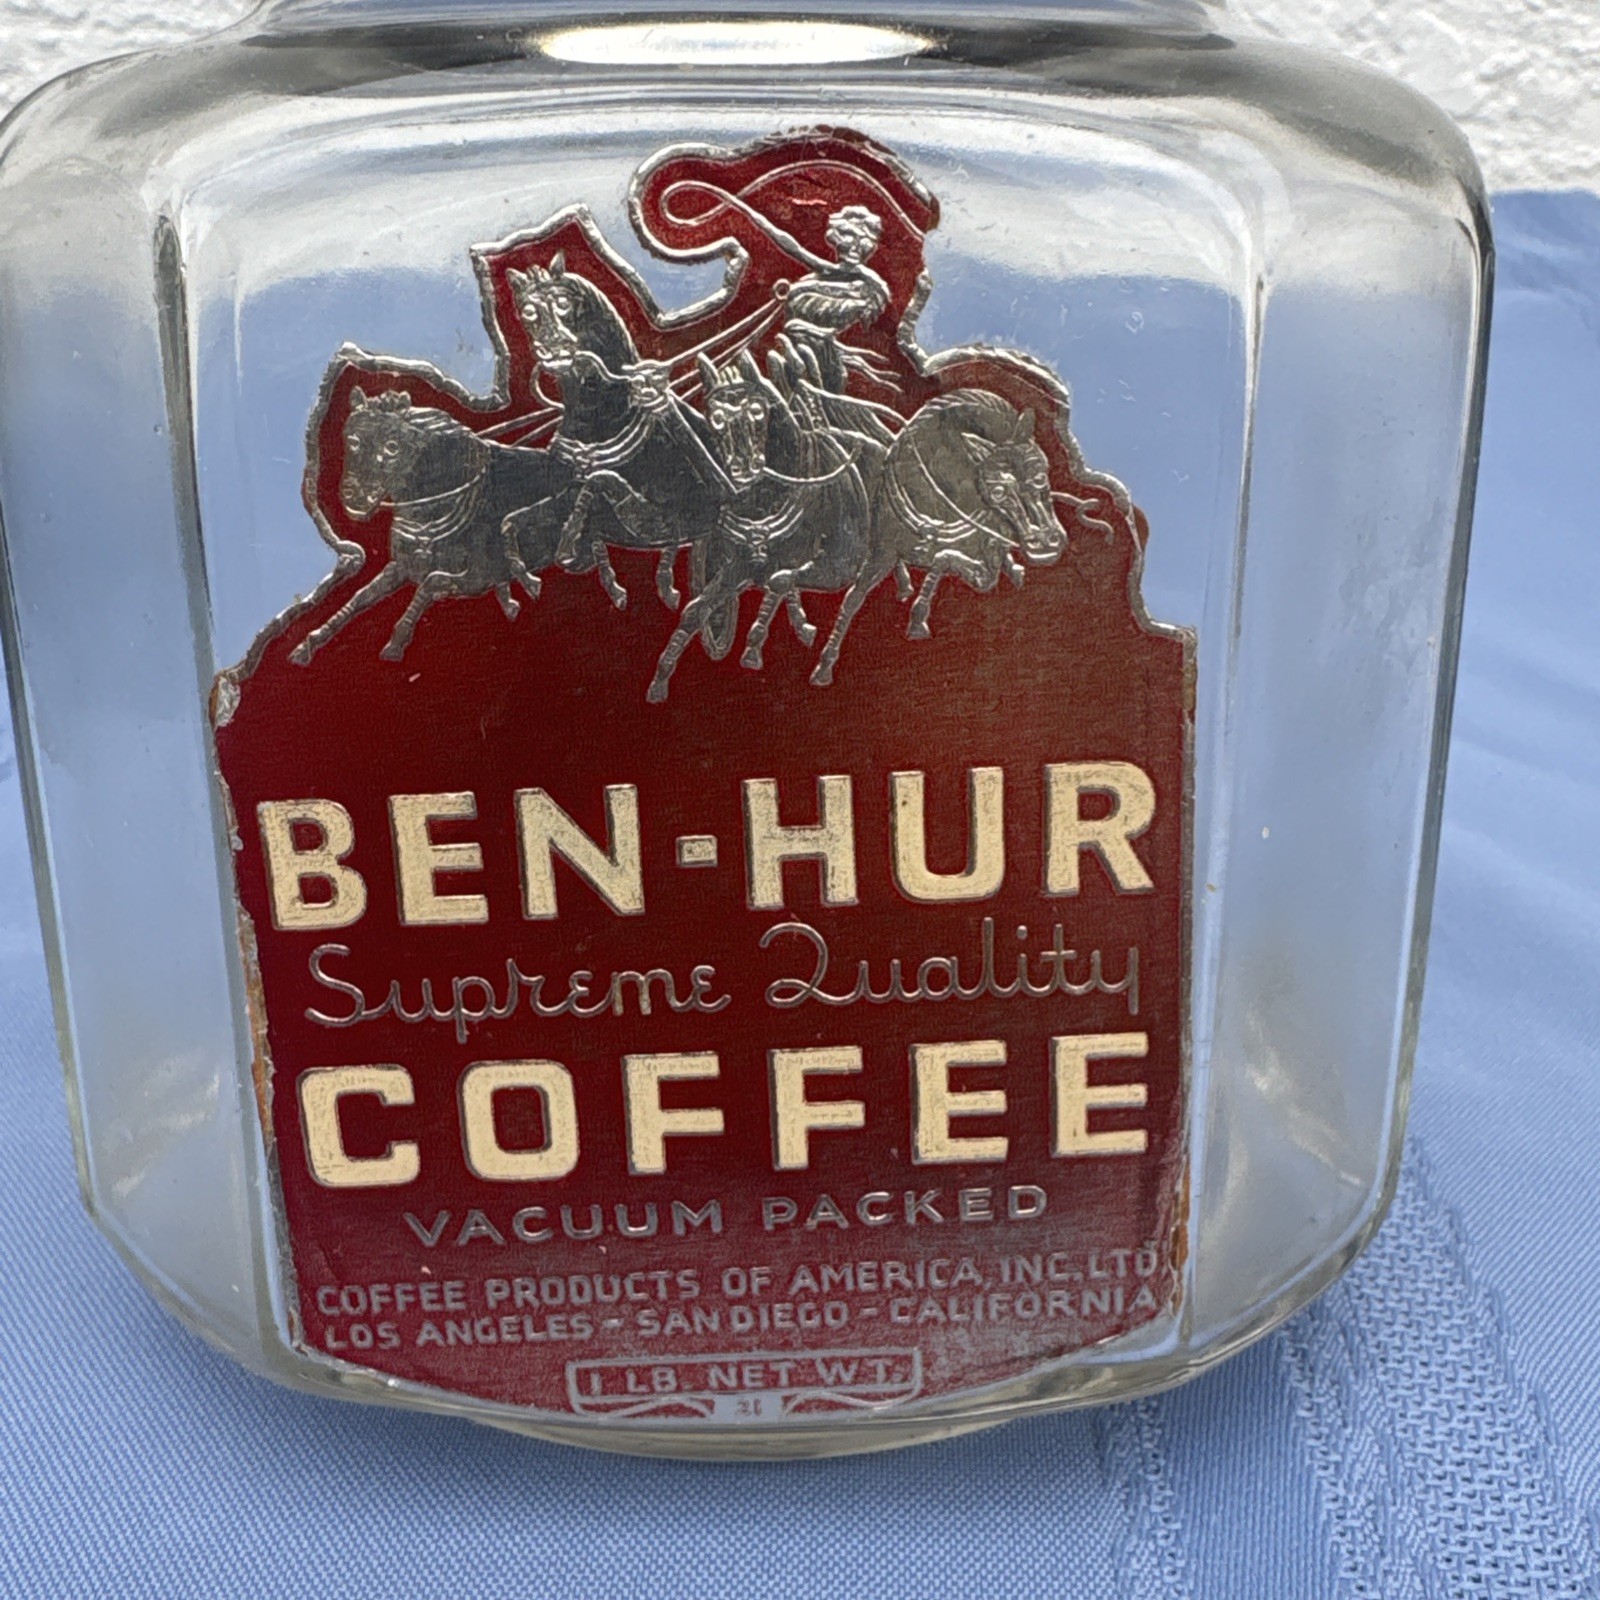 BEN-HUR
Supreme Quality
COFFEE
VACUUM PACKED
COFFEE PRODUCTS OF AMERICA, INC., LTD.
LOS ANGELES - SAN DIEGO - CALIFORNIA
1 LB. NET WT.